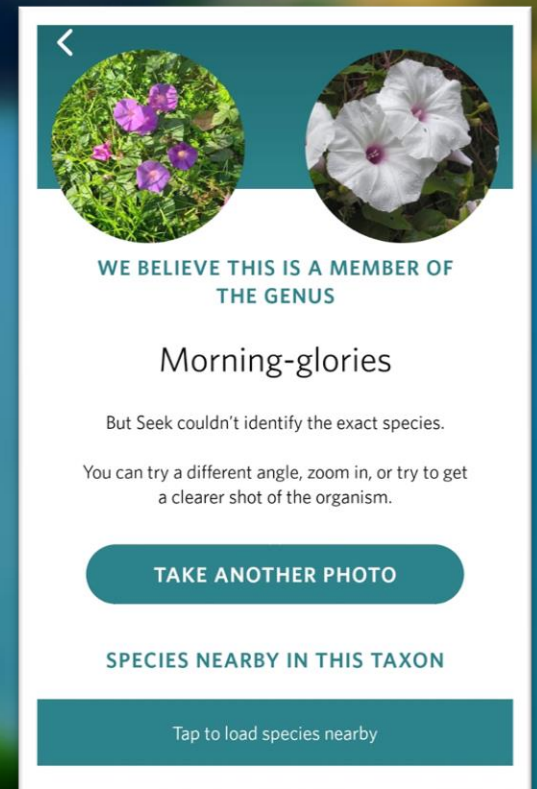 WE BELIEVE THIS IS A MEMBER OF
THE GENUS
Morning-glories
But Seek couldn't identify the exact species.
You can try a different angle, zoom in, or try to get
a clearer shot of the organism.
TAKE ANOTHER PHOTO
SPECIES NEARBY IN THIS TAXON
Tap to load species nearby